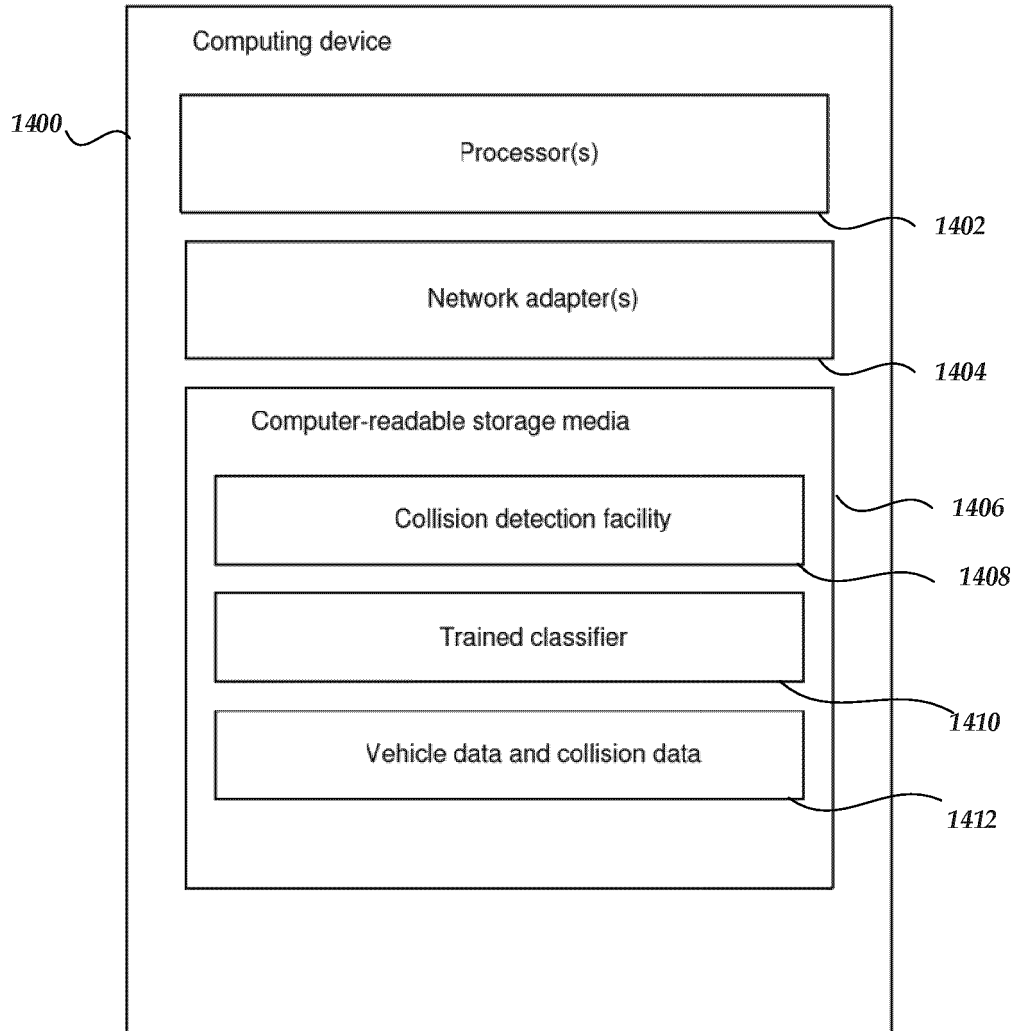 Computing device
1400
Processor(s)
1402
Network adapter(s)
1404
Computer-readable storage media
1406
Collision detection facility
1408
Trained classifier
1410
Vehicle data and collision data
1412